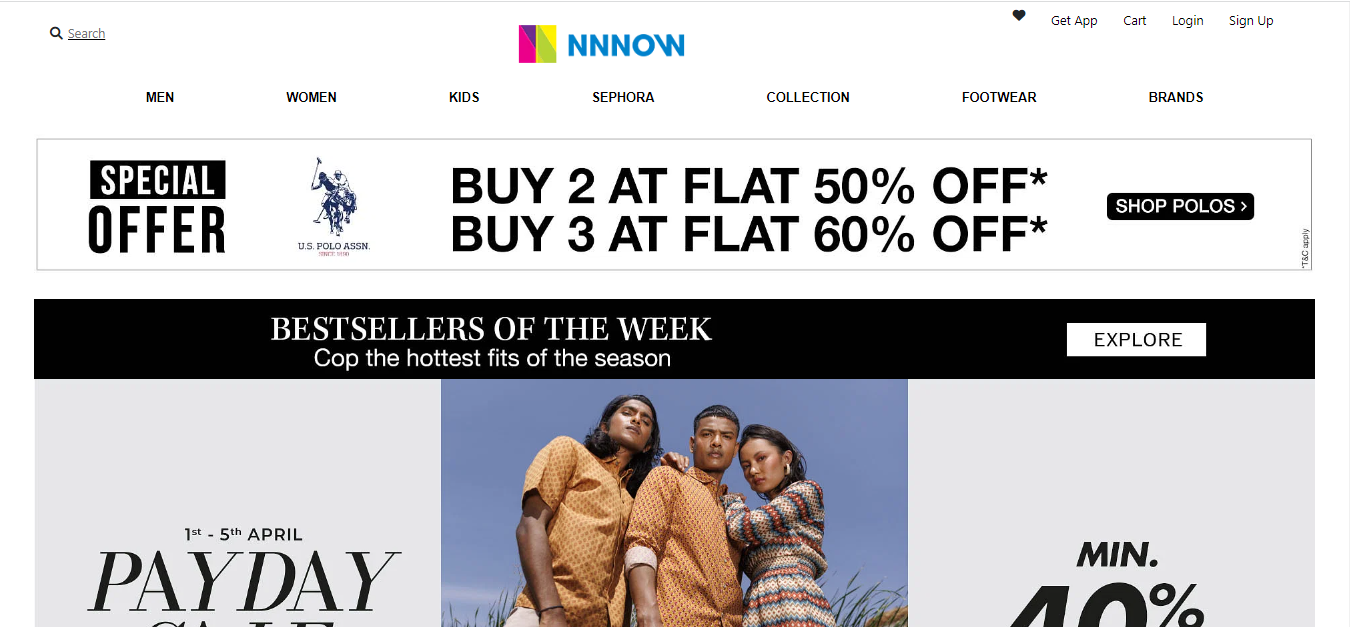 Search
NNNOW
Get App
Cart
Login
Sign Up
MEN
WOMEN
KIDS
SEPHORA
COLLECTION
FOOTWEAR
BRANDS
SPECIAL
OFFER
U.S. POLO ASSN.
SINCE 1890
BUY 2 AT FLAT 50% OFF*
BUY 3 AT FLAT 60% OFF*
SHOP POLOS ›
*T&C apply
BESTSELLERS OF THE WEEK
Cop the hottest fits of the season
EXPLORE
1st - 5th APRIL
PAYDAY
SALE
MIN.
40%